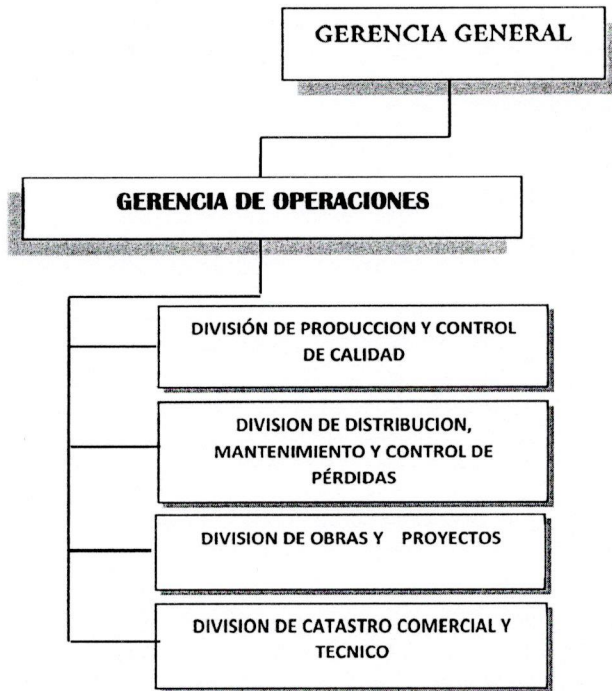 GERENCIA GENERAL
GERENCIA DE OPERACIONES
DIVISIÓN DE PRODUCCION Y CONTROL
DE CALIDAD
DIVISION DE DISTRIBUCION,
MANTENIMIENTO Y CONTROL DE
PÉRDIDAS
DIVISION DE OBRAS Y PROYECTOS
DIVISION DE CATASTRO COMERCIAL Y
TECNICO